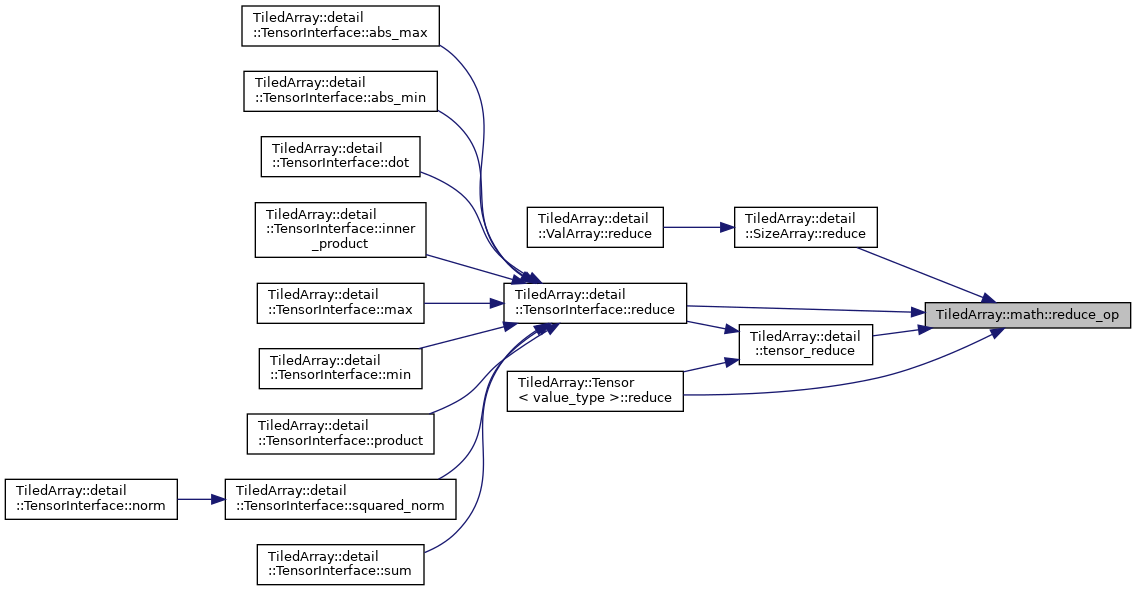 TiledArray::detail
::TensorInterface::abs_max
TiledArray::detail
::TensorInterface::abs_min
TiledArray::detail
::TensorInterface::dot
TiledArray::detail
::TensorInterface::inner
_product
TiledArray::detail
::TensorInterface::max
TiledArray::detail
::TensorInterface::min
TiledArray::detail
::TensorInterface::product
TiledArray::detail
::TensorInterface::norm
TiledArray::detail
::TensorInterface::squared_norm
TiledArray::detail
::TensorInterface::sum
TiledArray::detail
::ValArray::reduce
TiledArray::detail
::TensorInterface::reduce
TiledArray::Tensor
< value_type >::reduce
TiledArray::detail
::SizeArray::reduce
TiledArray::detail
::tensor_reduce
TiledArray::math::reduce_op